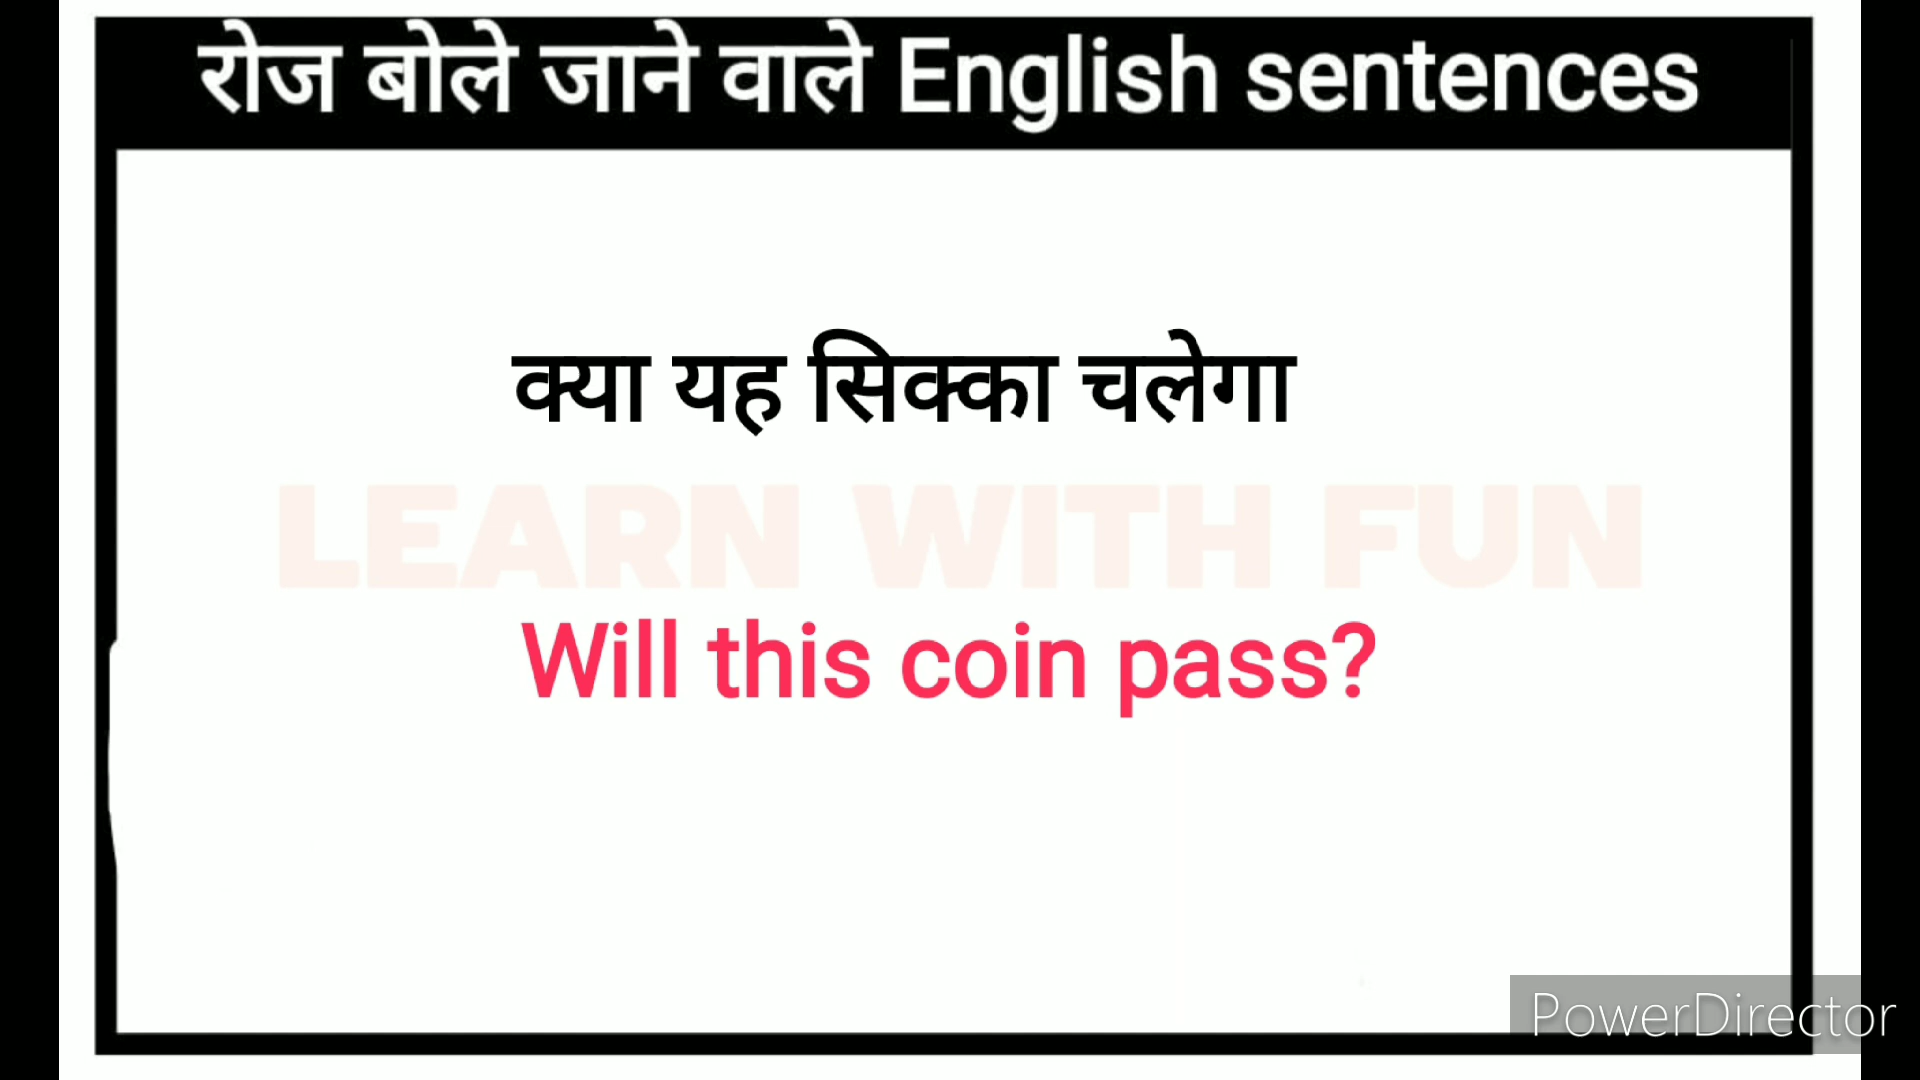 रोज बोले जाने वाले English sentences
क्या यह सिक्का चलेगा
LEARN WITH FUN
Will this coin pass?
PowerDirector